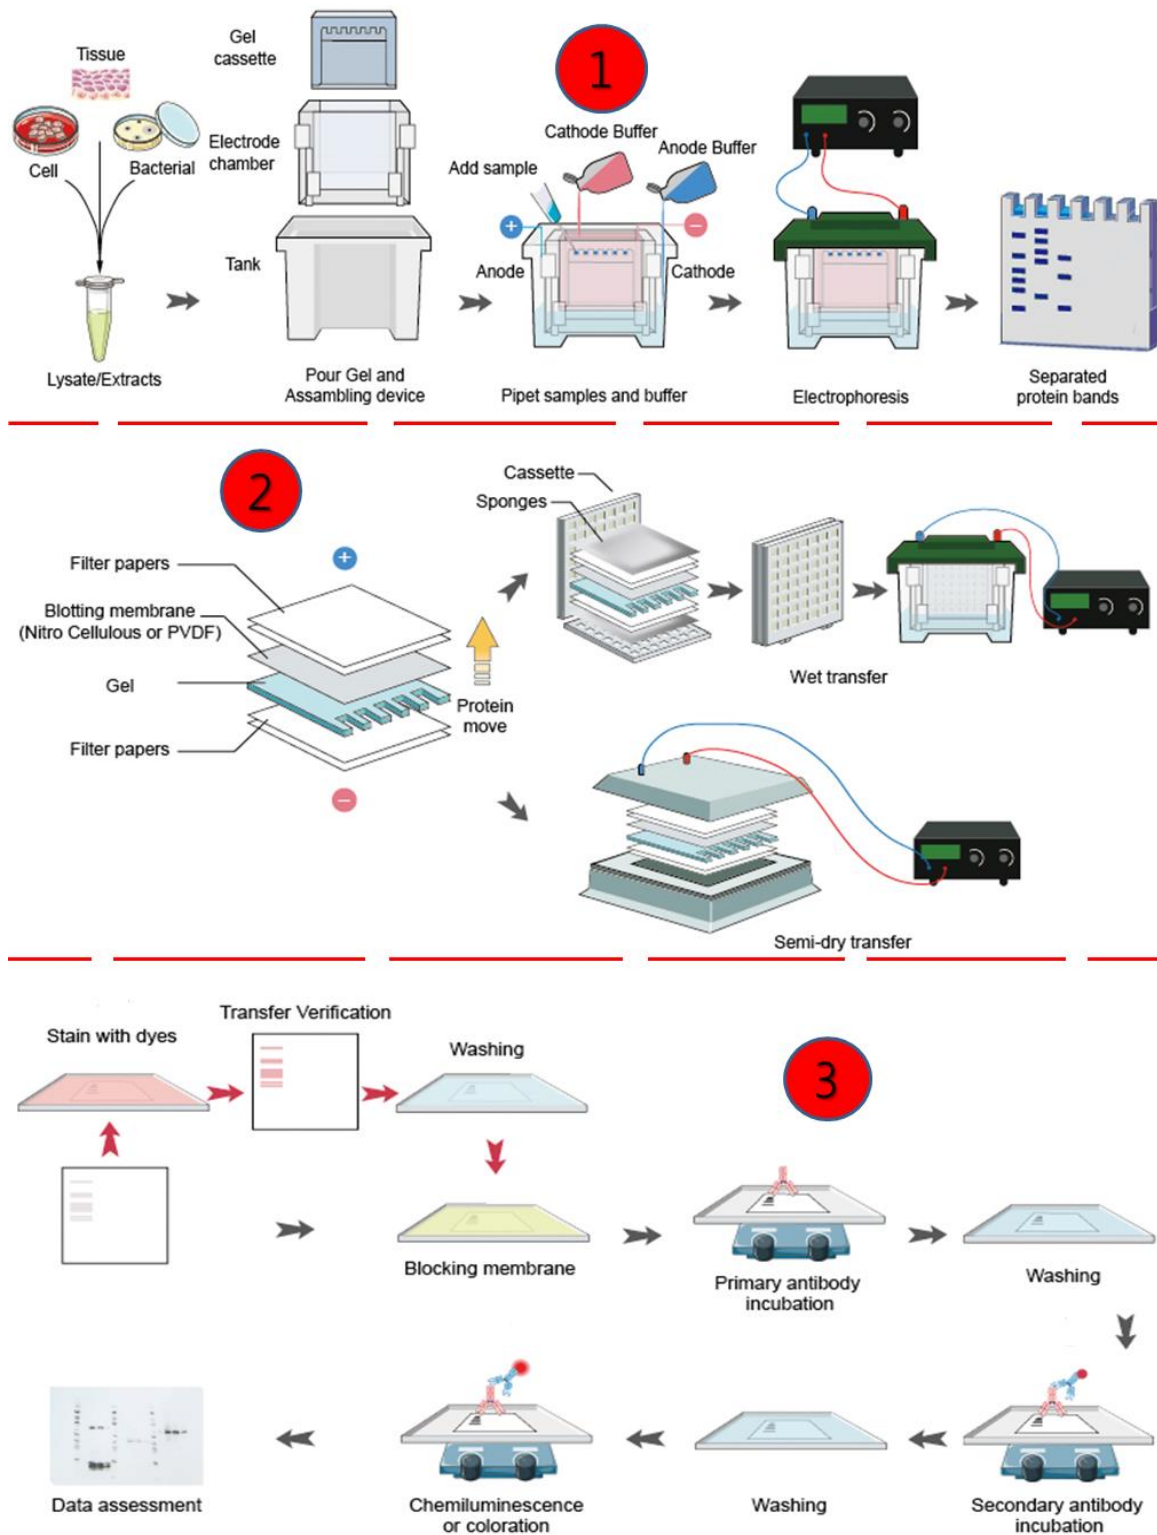 1
Gel
cassette
Tissue
Cell
Bacterial
Electrode
chamber
Tank
Lysate/Extracts
Pour Gel and
Assambling device
Cathode Buffer
Anode Buffer
Add sample
+
−
Anode
Cathode
Pipet samples and buffer
Electrophoresis
Separated
protein bands
2
+
Filter papers
Blotting membrane
(Nitro Cellulous or PVDF)
Gel
Filter papers
−
Protein
move
Cassette
Sponges
Wet transfer
Semi-dry transfer
3
Stain with dyes
Transfer Verification
Washing
Blocking membrane
Primary antibody
incubation
Washing
Secondary antibody
incubation
Washing
Chemiluminescence
or coloration
Data assessment